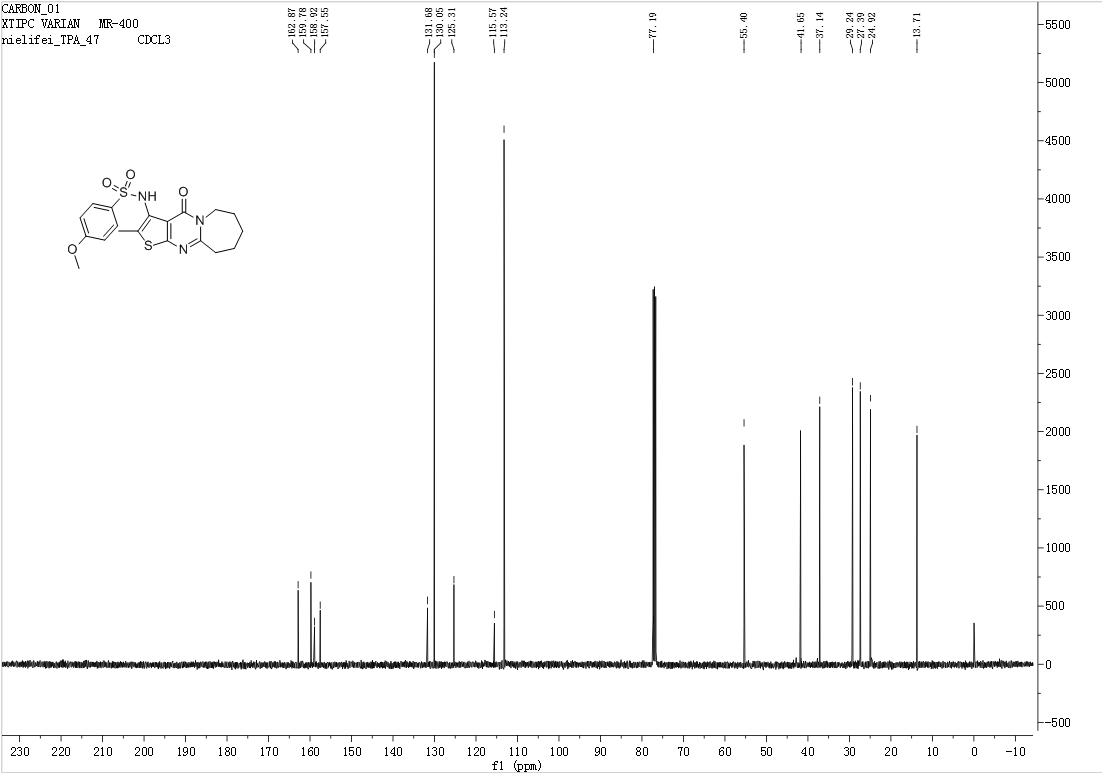 CARBON_01
XTIPC VARIAN MR-400
nielifei_TPA_47 CDCL3
162.87
159.78
158.92
157.55
131.68
130.05
125.31
115.57
113.24
77.19
55.40
41.65
37.14
29.24
27.39
24.92
13.71
5500
5000
4500
4000
3500
3000
2500
2000
1500
1000
500
0
-500
O
O
S
NH
O
N
S
N
O
230 220 210 200 190 180 170 160 150 140 130 120 110 100 90 80 70 60 50 40 30 20 10 0 -10
f1 (ppm)